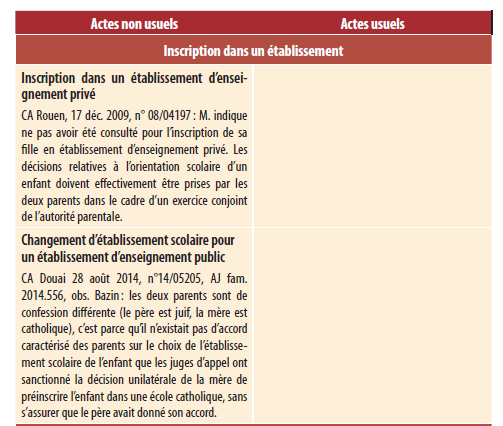 Actes non usuels
Actes usuels
Inscription dans un établissement
Inscription dans un établissement d’ensei-
gnement privé
CA Rouen, 17 déc. 2009, n° 08/04197 : M. indique
ne pas avoir été consulté pour l’inscription de sa
fille en établissement d’enseignement privé. Les
décisions relatives à l’orientation scolaire d’un
enfant doivent effectivement être prises par les
deux parents dans le cadre d’un exercice conjoint
de l’autorité parentale.
Changement d’établissement scolaire pour
un établissement d’enseignement public
CA Douai 28 août 2014, n°14/05205, AJ fam.
2014.556, obs. Bazin : les deux parents sont de
confession différente (le père est juif, la mère est
catholique), c’est parce qu’il n’existait pas d’accord
caractérisé des parents sur le choix de l’établisse-
ment scolaire de l’enfant que les juges d’appel ont
sanctionné la décision unilatérale de la mère de
préinscrire l’enfant dans une école catholique, sans
s’assurer que le père avait donné son accord.